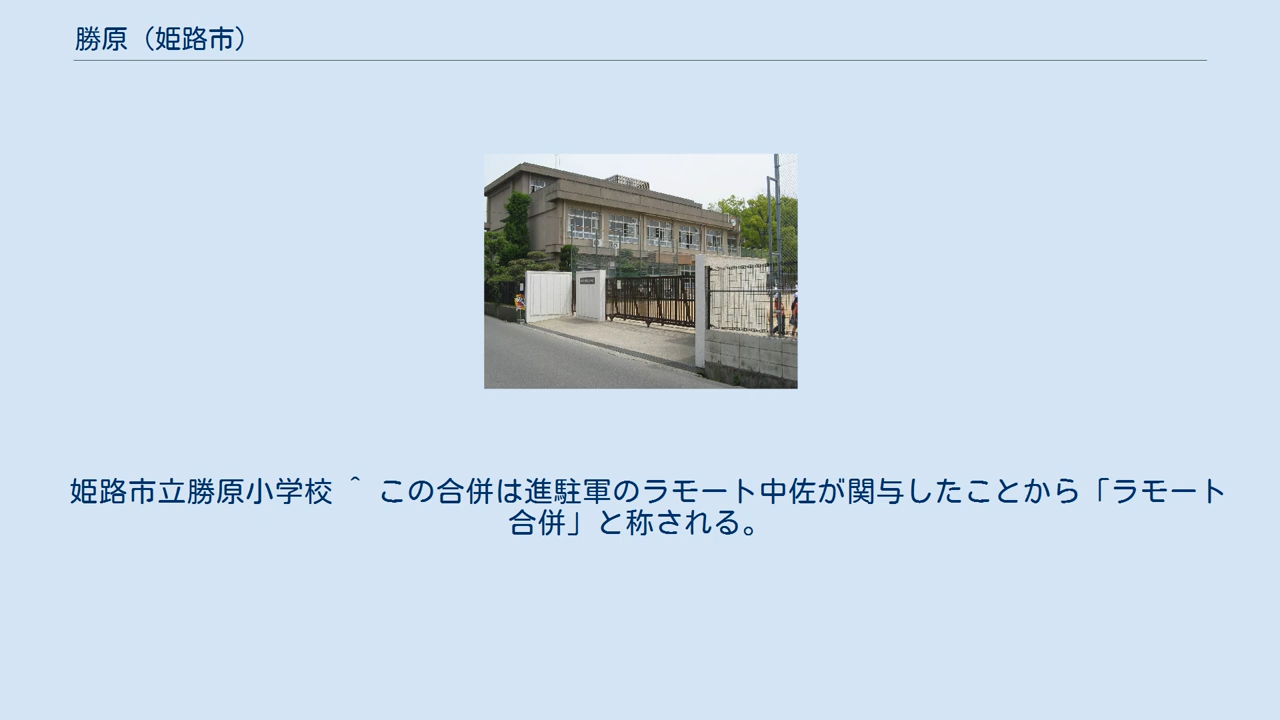 勝原（姫路市）
姫路市立勝原小学校 ＾ この合併は進駐軍のラモート中佐が関与したことから「ラモート
合併」と称される。